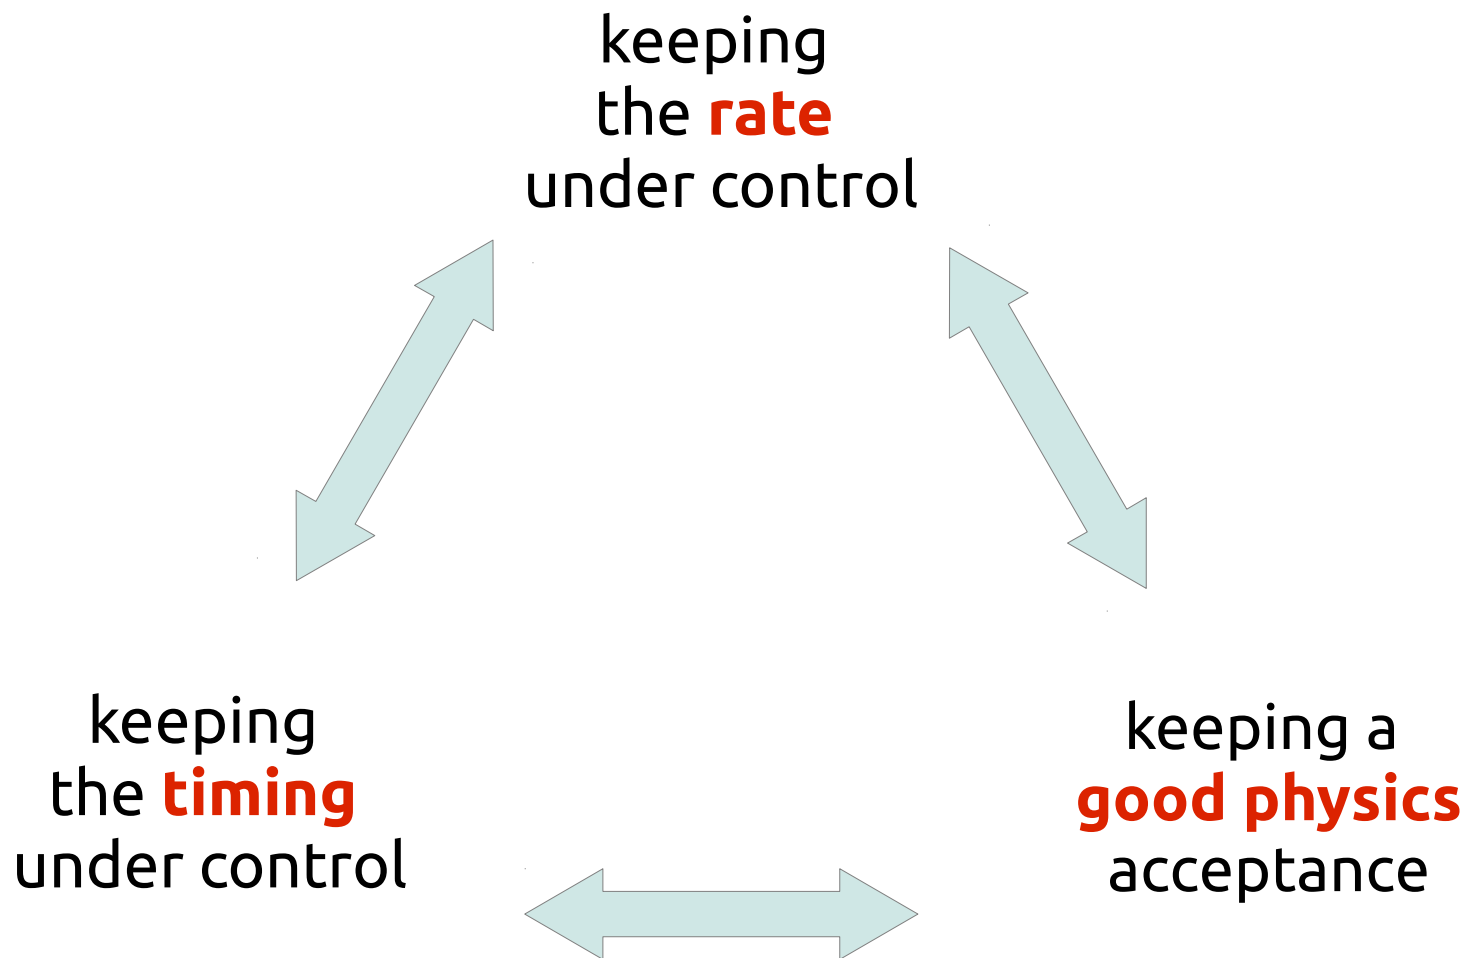 keeping
the rate
under control
keeping
the timing
under control
keeping a
good physics
acceptance